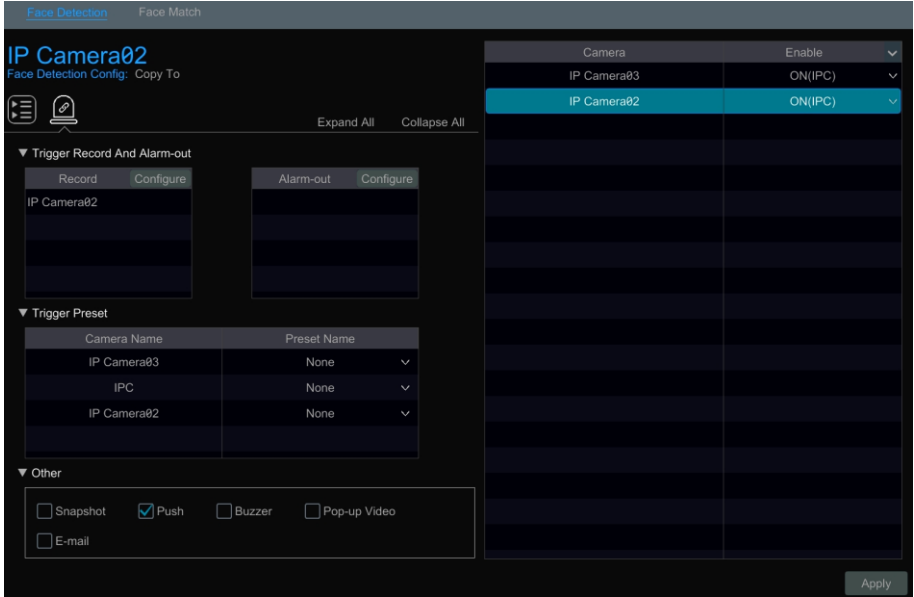 Face Detection Face Match
IP Camera02
Face Detection Config: Copy To
Expand All Collapse All
Trigger Record And Alarm-out
Record Configure
IP Camera02
Alarm-out Configure
Trigger Preset
Camera Name Preset Name
IP Camera03 None
IPC None
IP Camera02 None
Other
Snapshot Push Buzzer Pop-up Video
E-mail
Camera Enable
IP Camera03 ON(IPC)
IP Camera02 ON(IPC)
Apply